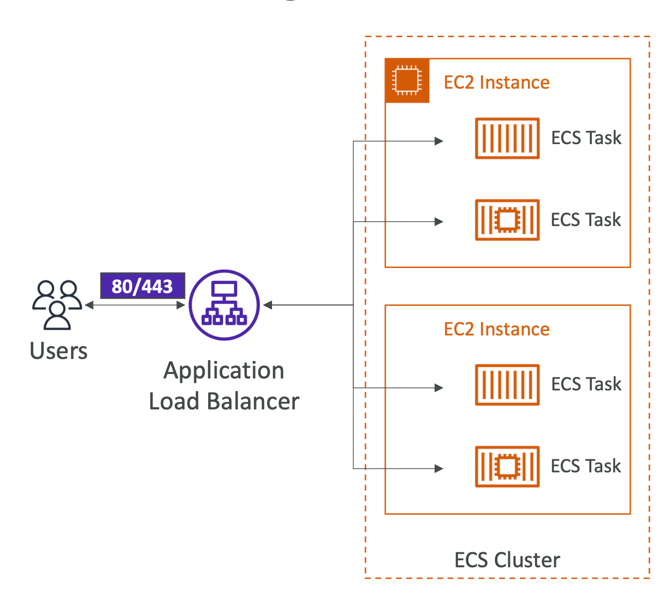 EC2 Instance
ECS Task
ECS Task
80/443
Users
Application
Load Balancer
EC2 Instance
ECS Task
ECS Task
ECS Cluster